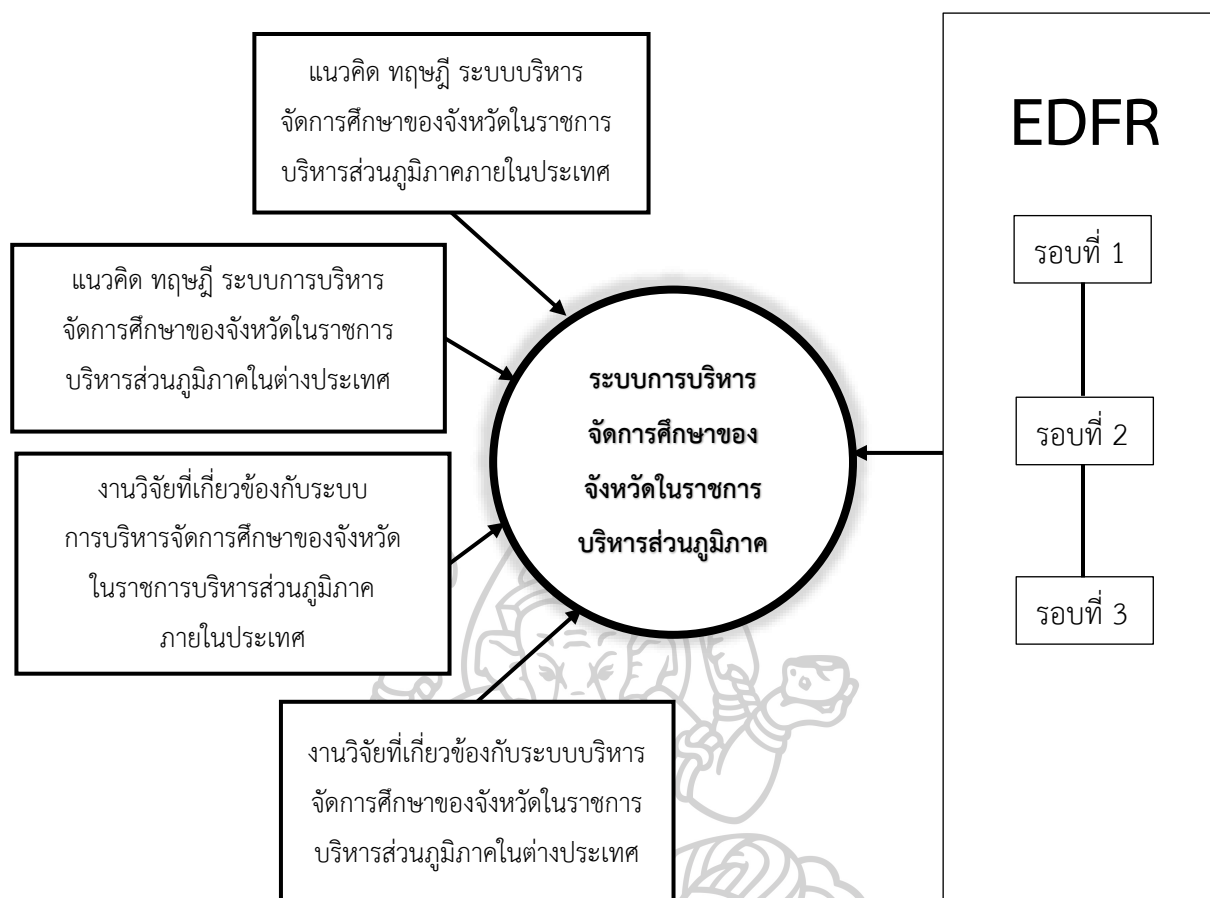 แนวคิด ทฤษฎี ระบบบริหาร
จัดการศึกษาของจังหวัดในราชการ
บริหารส่วนภูมิภาคภายในประเทศ
แนวคิด ทฤษฎี ระบบการบริหาร
จัดการศึกษาของจังหวัดในราชการ
บริหารส่วนภูมิภาคในต่างประเทศ
งานวิจัยที่เกี่ยวข้องกับระบบ
การบริหารจัดการศึกษาของจังหวัด
ในราชการบริหารส่วนภูมิภาค
ภายในประเทศ
งานวิจัยที่เกี่ยวข้องกับระบบบริหาร
จัดการศึกษาของจังหวัดในราชการ
บริหารส่วนภูมิภาคในต่างประเทศ
ระบบการบริหาร
จัดการศึกษาของ
จังหวัดในราชการ
บริหารส่วนภูมิภาค
EDFR
รอบที่ 1
รอบที่ 2
รอบที่ 3